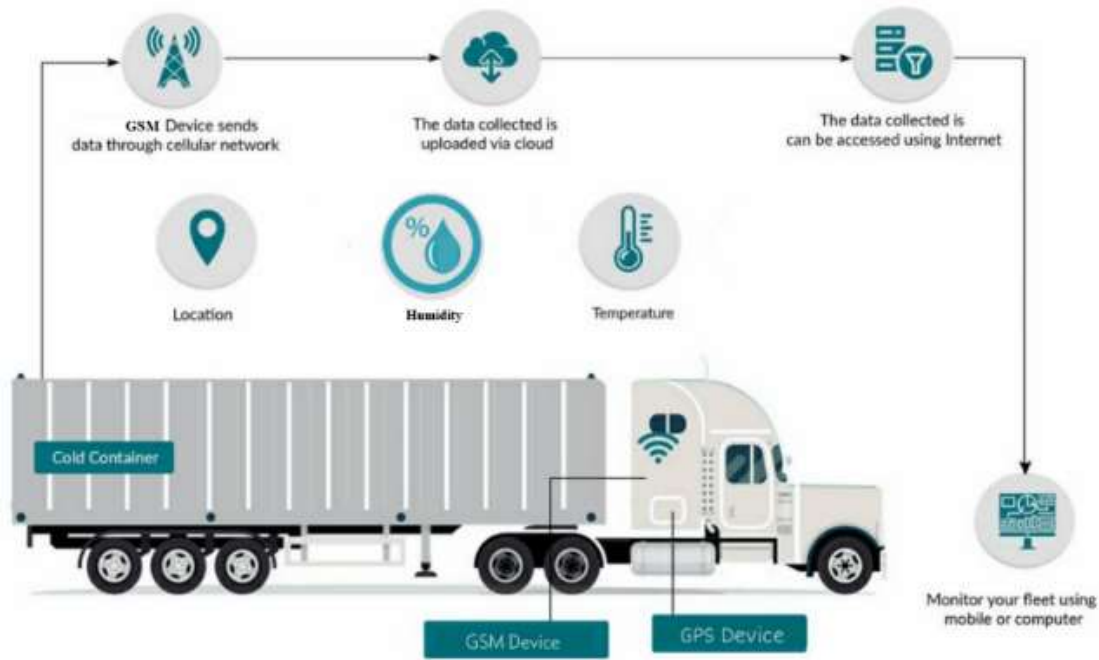 GSM Device sends
data through cellular network
The data collected is
uploaded via cloud
The data collected is
can be accessed using Internet
Location
%
Humidity
Temperature
Cold Container
GSM Device
GPS Device
Monitor your fleet using
mobile or computer